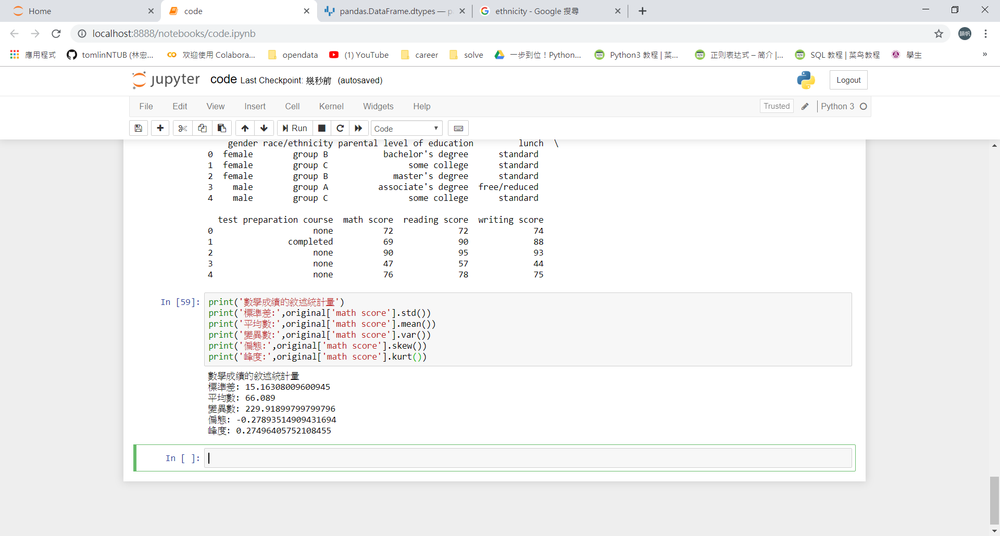 Home
code
pandas.DataFrame.dtypes — p
ethnicity - Google 搜尋
localhost:8888/notebooks/code.ipynb
應用程式
tomlinNTUB (林宏...
欢迎使用 Colabora...
opendata
(1) YouTube
career
solve
一步到位！Python...
Python3 教程 | 菜...
正则表达式 – 简介 |...
SQL 教程 | 菜鸟教程
學生
»
jupyter code Last Checkpoint: 幾秒前 (autosaved)
Logout
File Edit View Insert Cell Kernel Widgets Help
Trusted
Python 3
Run
Code
gender race/ethnicity parental level of education lunch \
0 female group B bachelor's degree standard
1 female group C some college standard
2 female group B master's degree standard
3 male group A associate's degree free/reduced
4 male group C some college standard
test preparation course math score reading score writing score
0 none 72 72 74
1 completed 69 90 88
2 none 90 95 93
3 none 47 57 44
4 none 76 78 75
In [59]:
print('數學成績的敘述統計量')
print('標準差:',original['math score'].std())
print('平均數:',original['math score'].mean())
print('變異數:',original['math score'].var())
print('偏態:',original['math score'].skew())
print('峰度:',original['math score'].kurt())
數學成績的敘述統計量
標準差: 15.16308009600945
平均數: 66.089
變異數: 229.91899799799796
偏態: -0.27893514909431694
峰度: 0.27496405752108455
In [ ]: